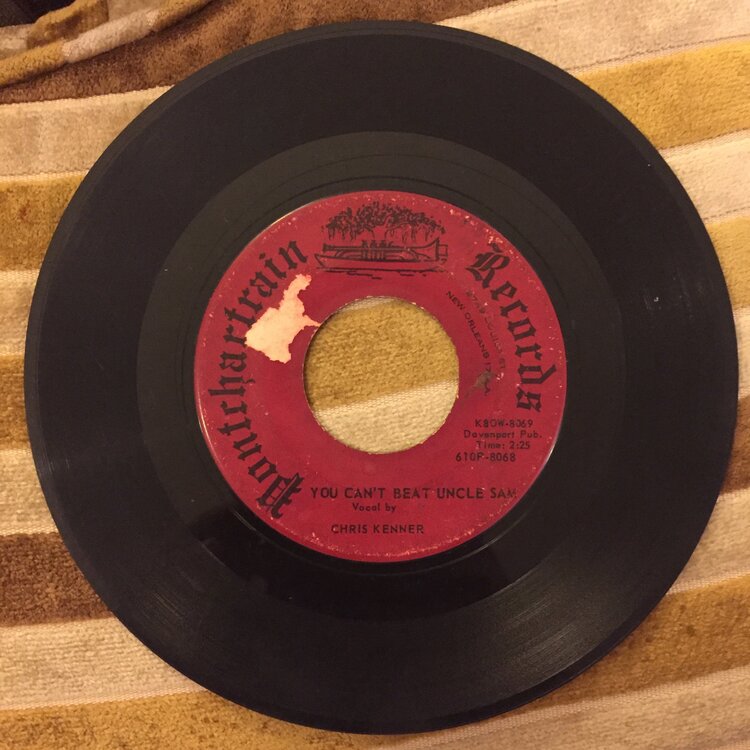 Pontchartrain Records
NEW ORLEANS
K8OW-8069
Davenport Pub.
Time: 2:25
610F-8068
YOU CAN'T BEAT UNCLE SAM
Vocal by
CHRIS KENNER